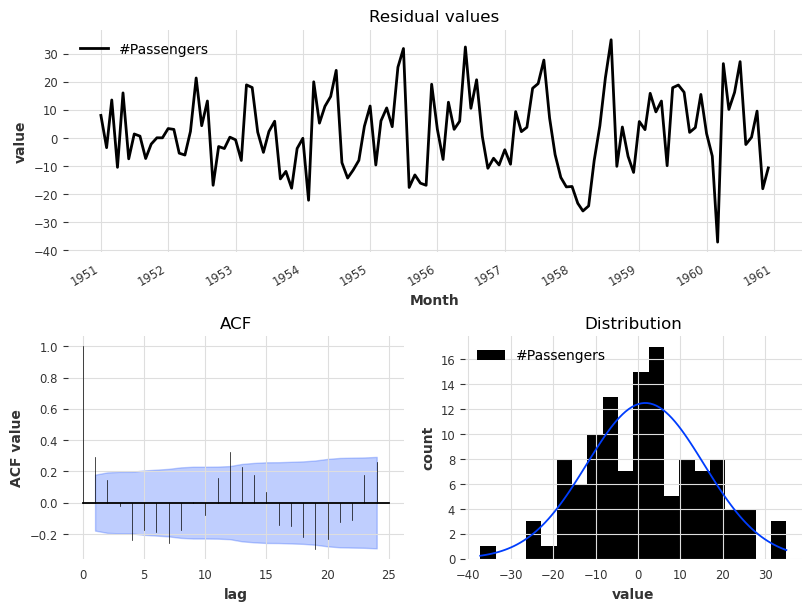 Residual values
#Passengers
value
30
20
10
0
−10
−20
−30
−40
1951 1952 1953 1954 1955 1956 1957 1958 1959 1960 1961
Month
ACF
ACF value
1.0
0.8
0.6
0.4
0.2
0.0
−0.2
0 5 10 15 20 25
lag
Distribution
#Passengers
count
16
14
12
10
8
6
4
2
0
−40 −30 −20 −10 0 10 20 30
value